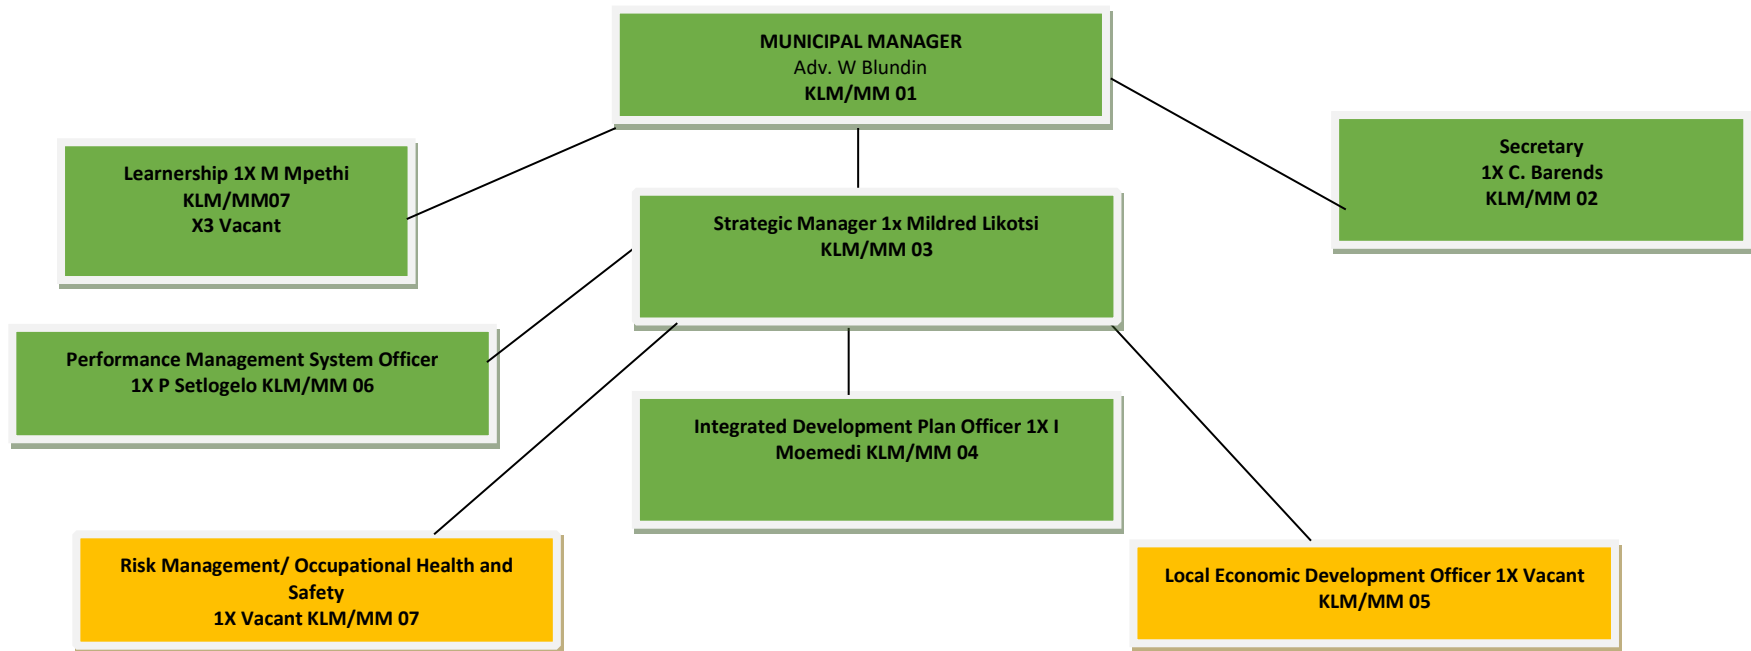 MUNICIPAL MANAGER
Adv. W Blundin
KLM/MM 01
Learnership 1X M Mpethi
KLM/MM07
X3 Vacant
Secretary
1X C. Barends
KLM/MM 02
Strategic Manager 1x Mildred Likotsi
KLM/MM 03
Performance Management System Officer
1X P Setlogelo KLM/MM 06
Integrated Development Plan Officer 1X I
Moemedi KLM/MM 04
Risk Management/ Occupational Health and
Safety
1X Vacant KLM/MM 07
Local Economic Development Officer 1X Vacant
KLM/MM 05